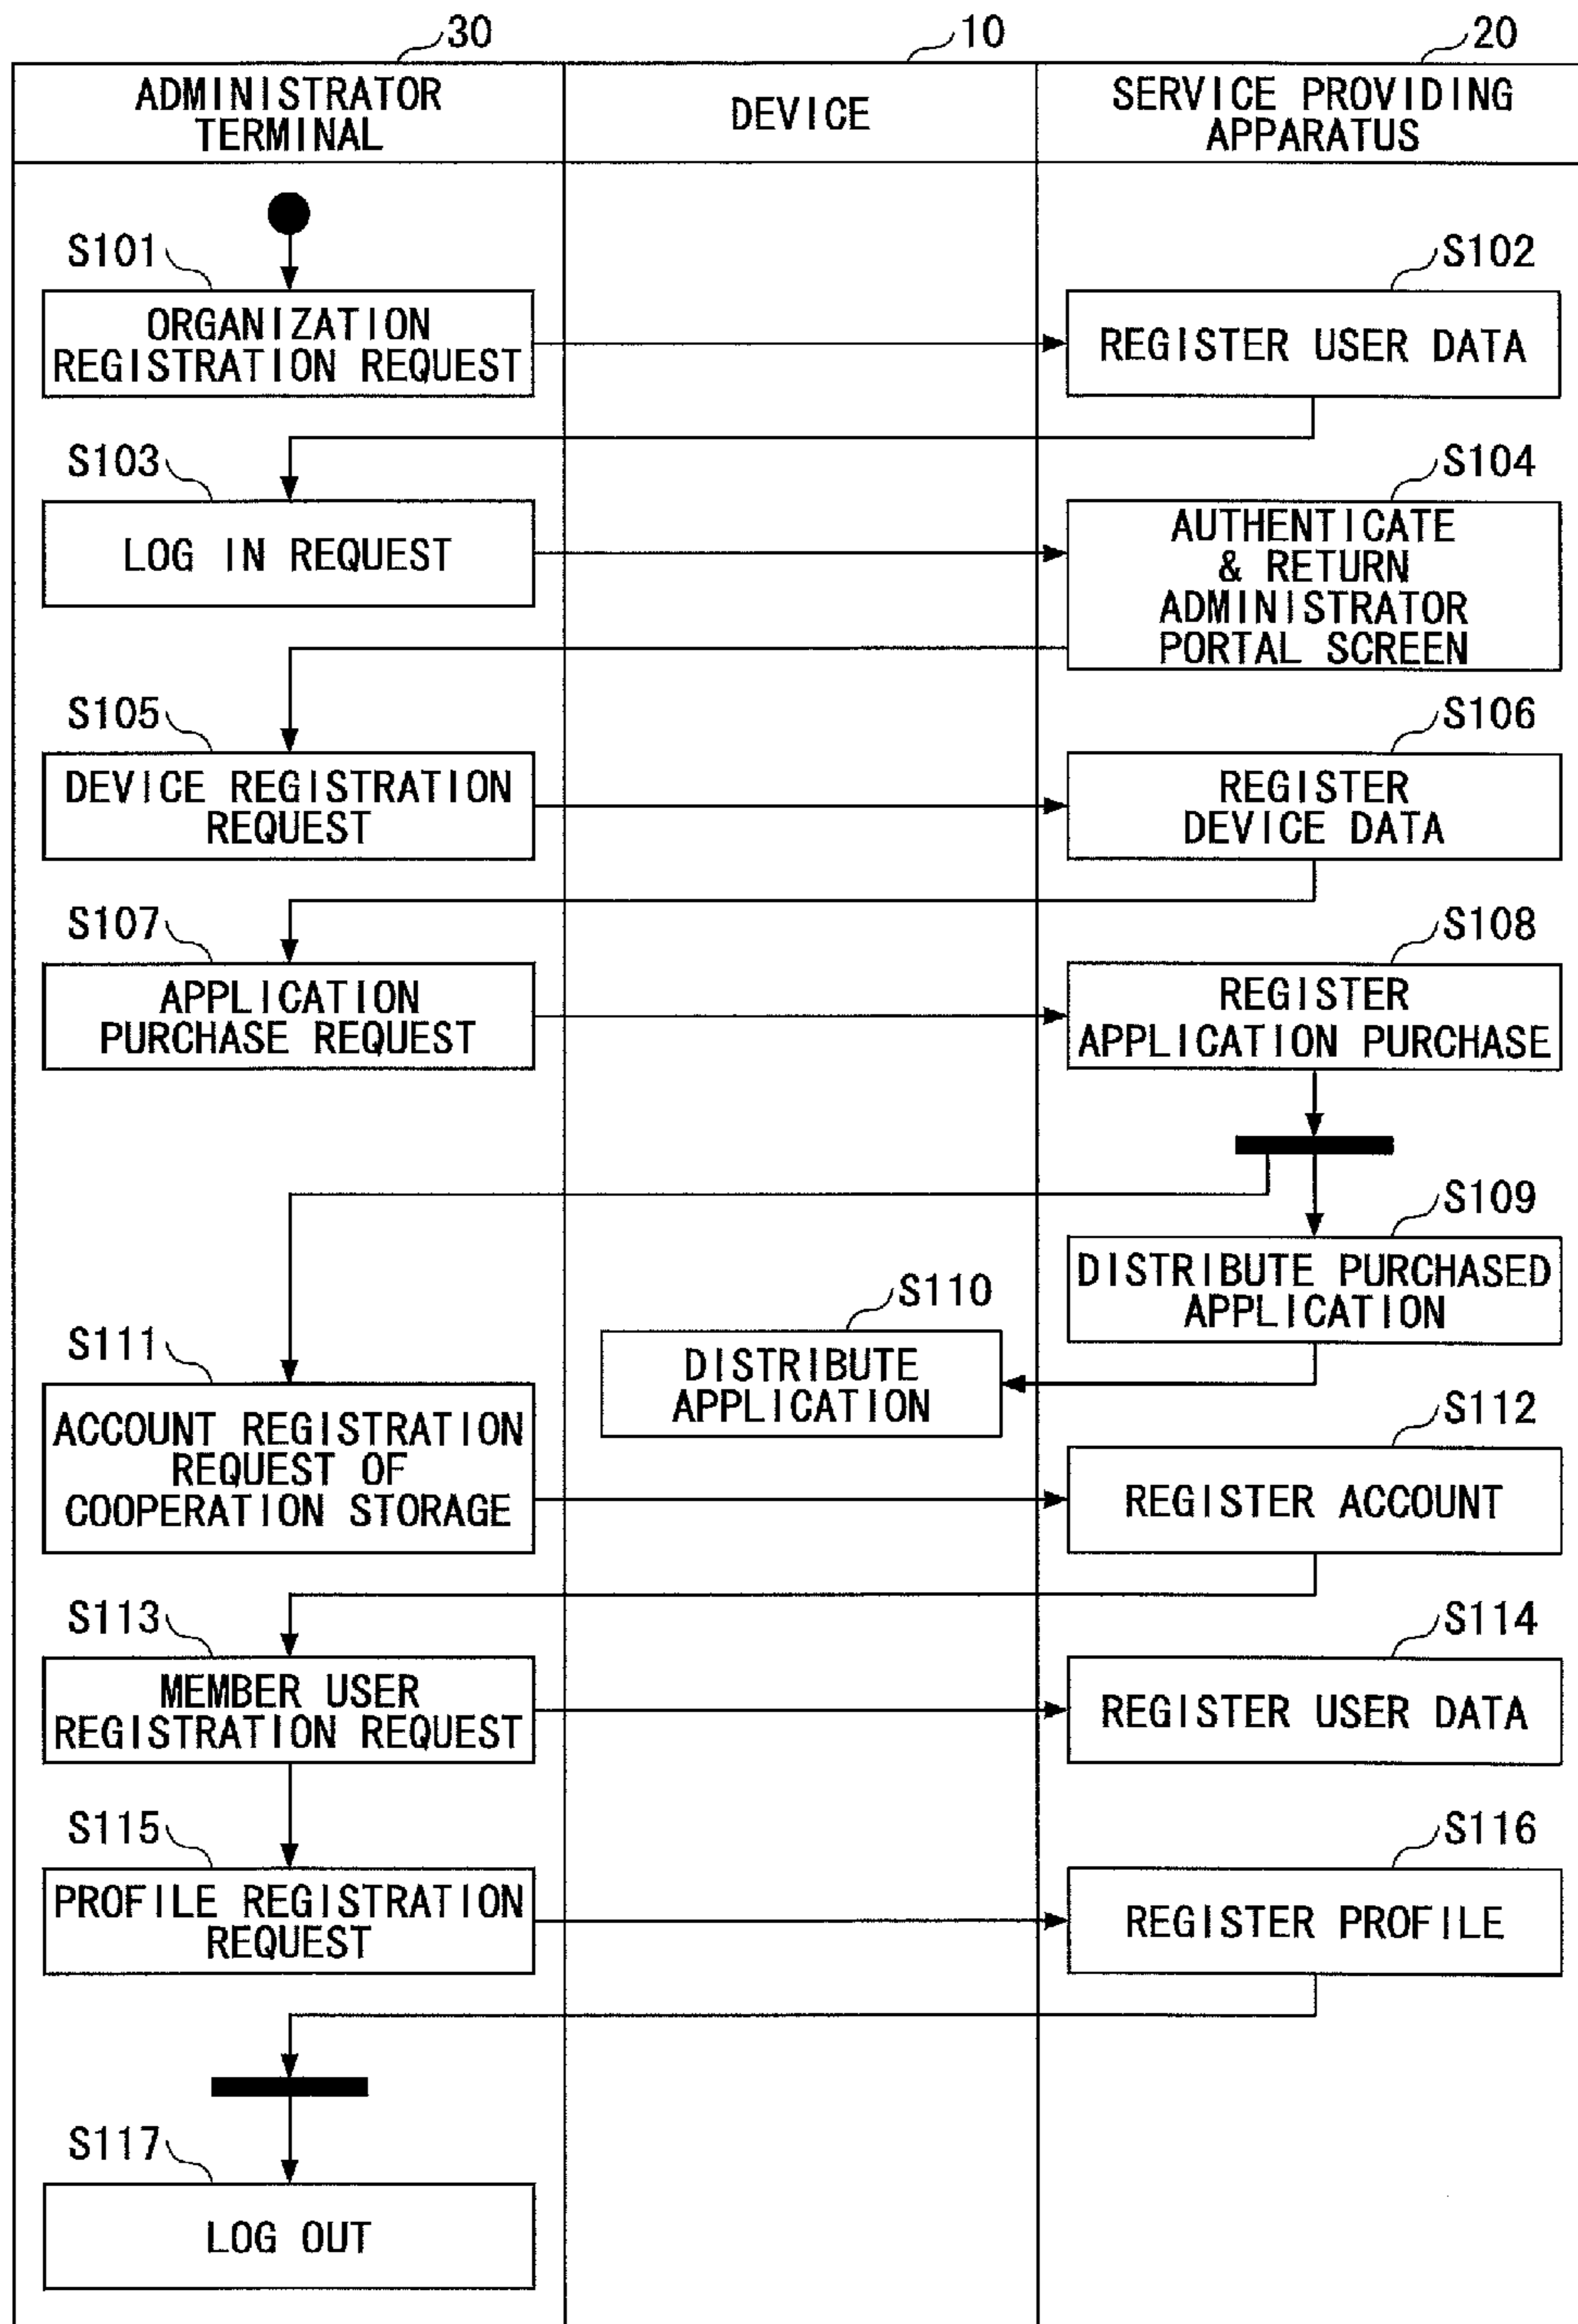 30
10
20
ADMINISTRATOR
TERMINAL
DEVICE
SERVICE PROVIDING
APPARATUS
S101
ORGANIZATION
REGISTRATION REQUEST
S102
REGISTER USER DATA
S103
LOG IN REQUEST
S104
AUTHENTICATE
& RETURN
ADMINISTRATOR
PORTAL SCREEN
S105
DEVICE REGISTRATION
REQUEST
S106
REGISTER
DEVICE DATA
S107
APPLICATION
PURCHASE REQUEST
S108
REGISTER
APPLICATION PURCHASE
S109
DISTRIBUTE PURCHASED
APPLICATION
S110
DISTRIBUTE
APPLICATION
S111
ACCOUNT REGISTRATION
REQUEST OF
COOPERATION STORAGE
S112
REGISTER ACCOUNT
S113
MEMBER USER
REGISTRATION REQUEST
S114
REGISTER USER DATA
S115
PROFILE REGISTRATION
REQUEST
S116
REGISTER PROFILE
S117
LOG OUT